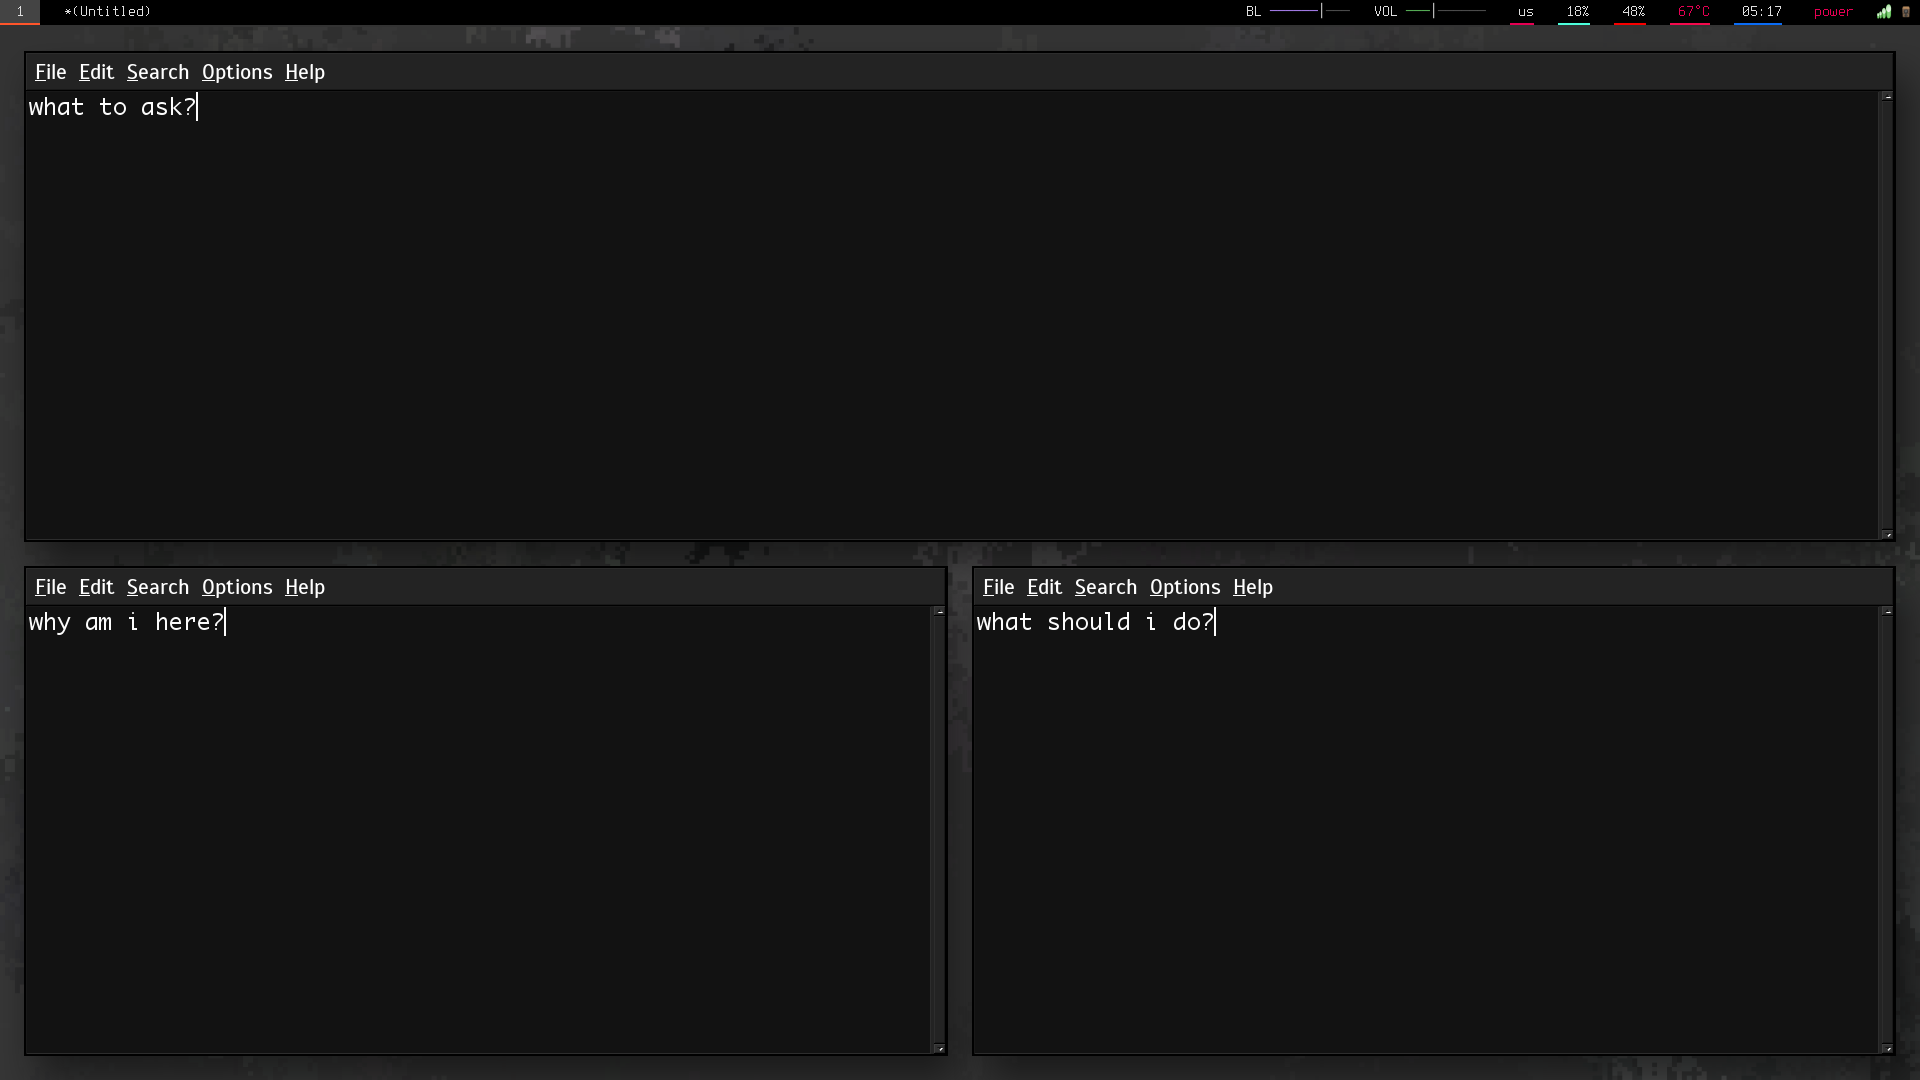 1 *(Untitled) BL VOL us 18% 48% 67°C 05:17 power
File Edit Search Options Help
what to ask?
File Edit Search Options Help
why am i here?
File Edit Search Options Help
what should i do?